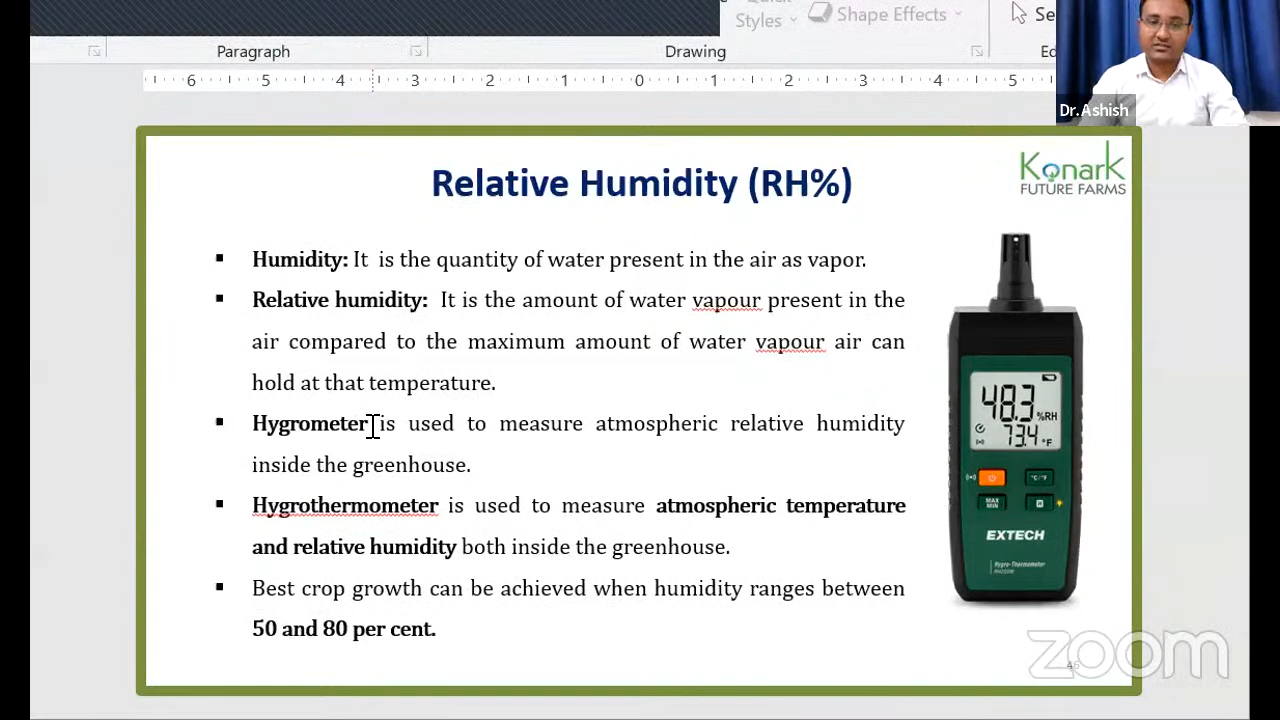 Styles
Shape Effects
Se
Paragraph
Drawing
Ed
6 5 4 3 2 1 0 1 2 3 4 5
Dr.Ashish
Relative Humidity (RH%)
Konark
FUTURE FARMS
▪ Humidity: It is the quantity of water present in the air as vapor.
▪ Relative humidity: It is the amount of water vapour present in the
air compared to the maximum amount of water vapour air can
hold at that temperature.
▪ Hygrometer is used to measure atmospheric relative humidity
inside the greenhouse.
▪ Hygrothermometer is used to measure atmospheric temperature
and relative humidity both inside the greenhouse.
▪ Best crop growth can be achieved when humidity ranges between
50 and 80 per cent.
48.3 %RH
73.4 °F
°C/°F
MAX
MIN
EXTECH
Hygro-Thermometer
zoom